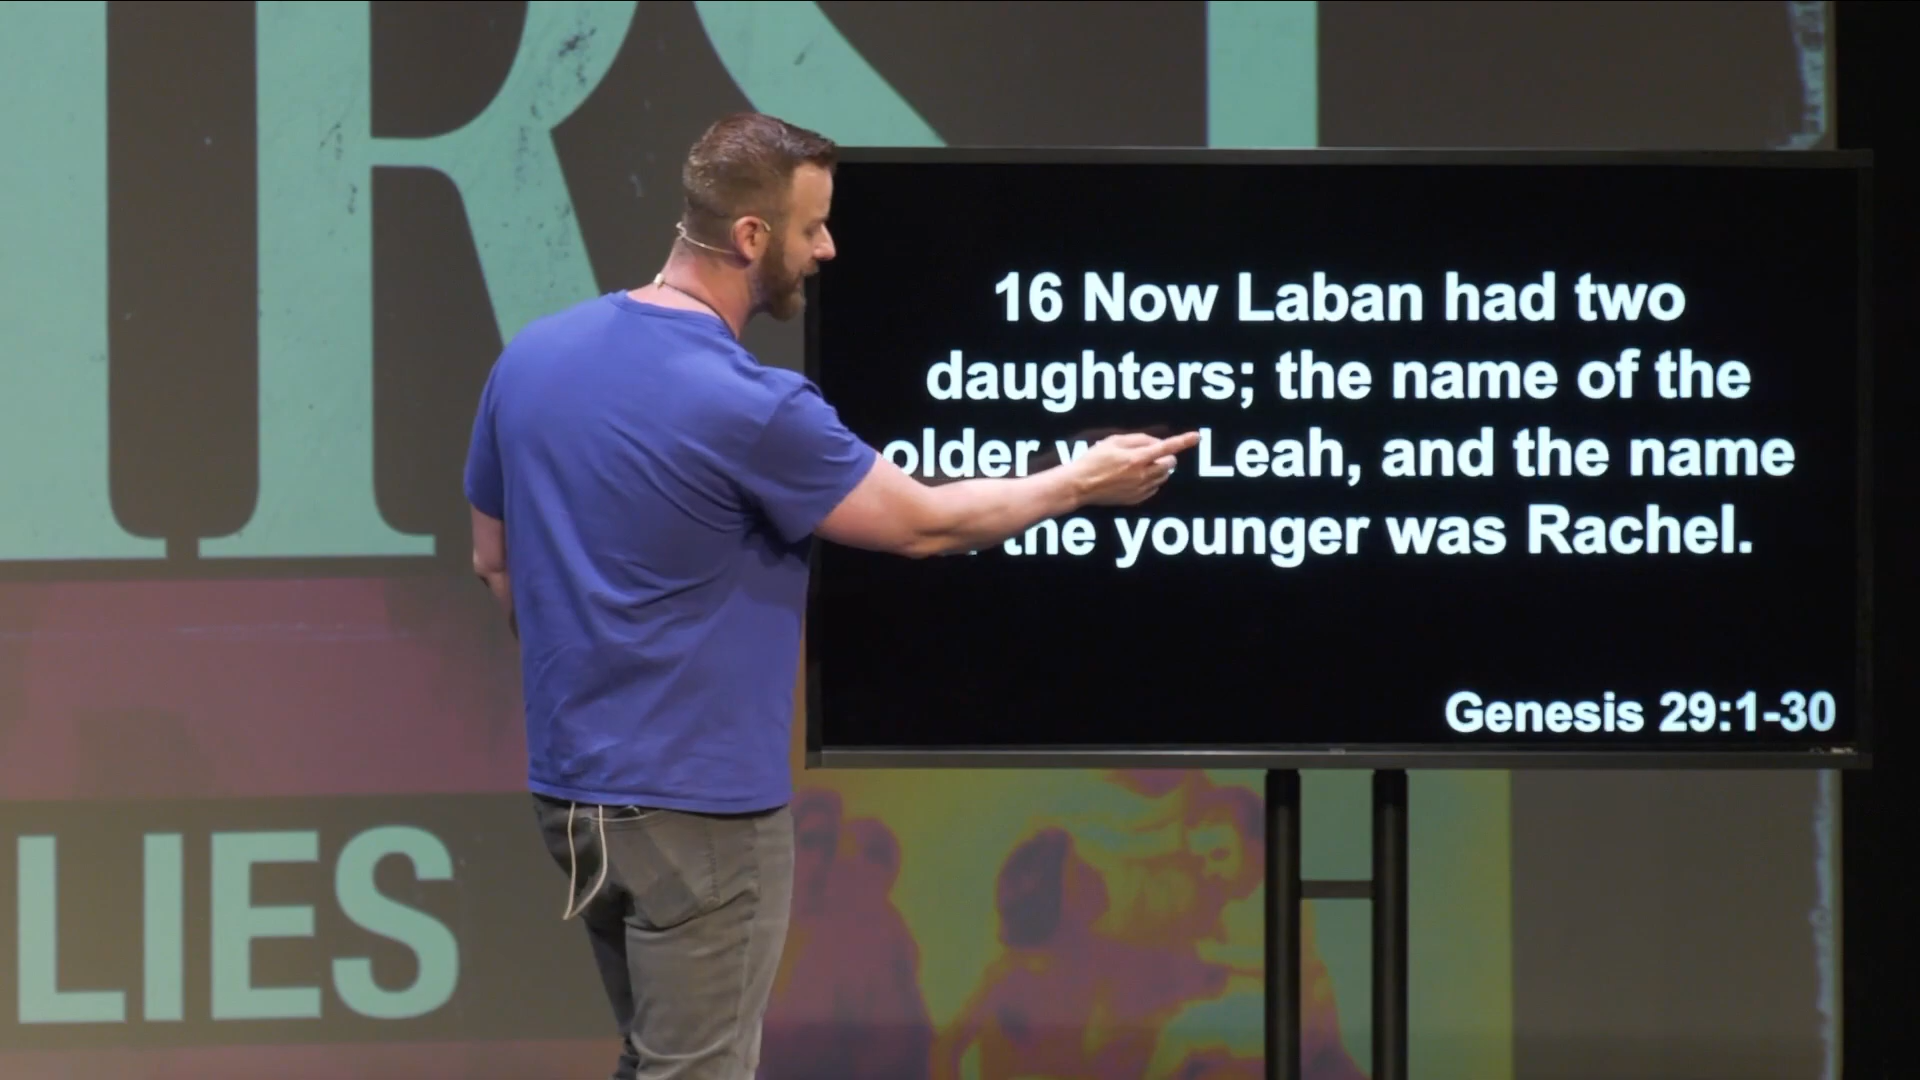 16 Now Laban had two
daughters; the name of the
older Leah, and the name
the younger was Rachel.
Genesis 29:1-30
LIES